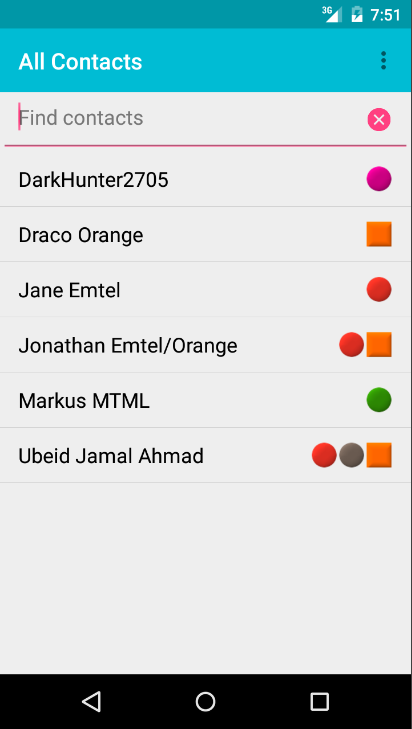 3G 7:51
All Contacts
Find contacts
DarkHunter2705
Draco Orange
Jane Emtel
Jonathan Emtel/Orange
Markus MTML
Ubeid Jamal Ahmad